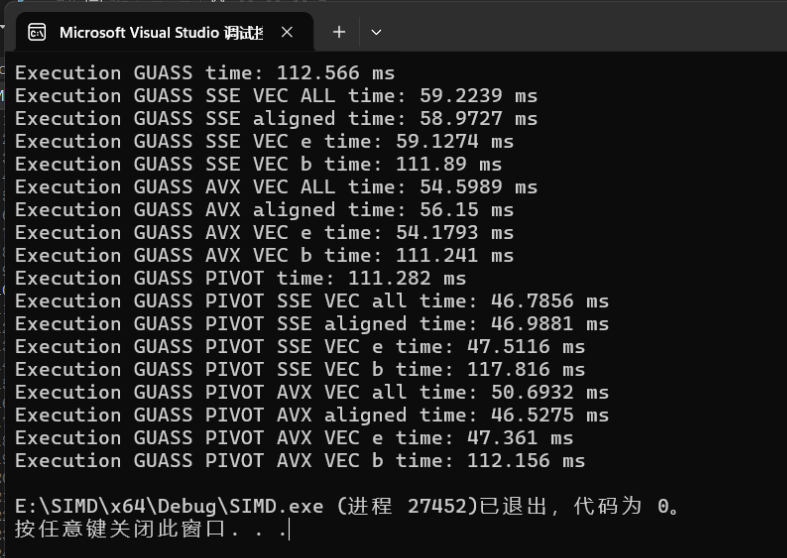 Microsoft Visual Studio 调试
Execution GUASS time: 112.566 ms
Execution GUASS SSE VEC ALL time: 59.2239 ms
Execution GUASS SSE aligned time: 58.9727 ms
Execution GUASS SSE VEC e time: 59.1274 ms
Execution GUASS SSE VEC b time: 111.89 ms
Execution GUASS AVX VEC ALL time: 54.5989 ms
Execution GUASS AVX aligned time: 56.15 ms
Execution GUASS AVX VEC e time: 54.1793 ms
Execution GUASS AVX VEC b time: 111.241 ms
Execution GUASS PIVOT time: 111.282 ms
Execution GUASS PIVOT SSE VEC all time: 46.7856 ms
Execution GUASS PIVOT SSE aligned time: 46.9881 ms
Execution GUASS PIVOT SSE VEC e time: 47.5116 ms
Execution GUASS PIVOT SSE VEC b time: 117.816 ms
Execution GUASS PIVOT AVX VEC all time: 50.6932 ms
Execution GUASS PIVOT AVX aligned time: 46.5275 ms
Execution GUASS PIVOT AVX VEC e time: 47.361 ms
Execution GUASS PIVOT AVX VEC b time: 112.156 ms
E:\SIMD\x64\Debug\SIMD.exe (进程 27452)已退出，代码为 0。
按任意键关闭此窗口. . .